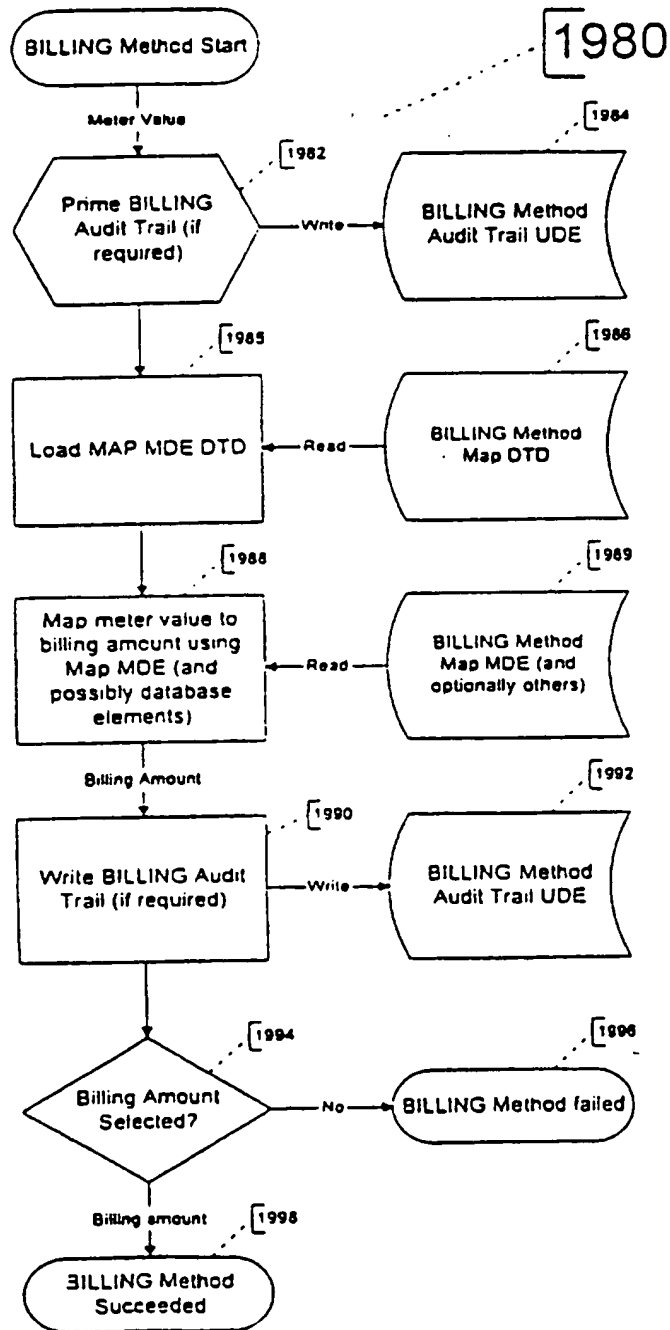 BILLING Method Start
1980
Meter Value
1982
1984
Prime BILLING
Audit Trail (if
required)
Write
BILLING Method
Audit Trail UDE
1985
1986
Load MAP MDE DTD
Read
BILLING Method
Map DTD
1988
1989
Map meter value to
billing amount using
Map MDE (and
possibly database
elements)
Read
BILLING Method
Map MDE (and
optionally others)
Billing Amount
1990
1992
Write BILLING Audit
Trail (if required)
Write
BILLING Method
Audit Trail UDE
1994
1996
Billing Amount
Selected?
No
BILLING Method failed
Billing amount
1998
BILLING Method
Succeeded